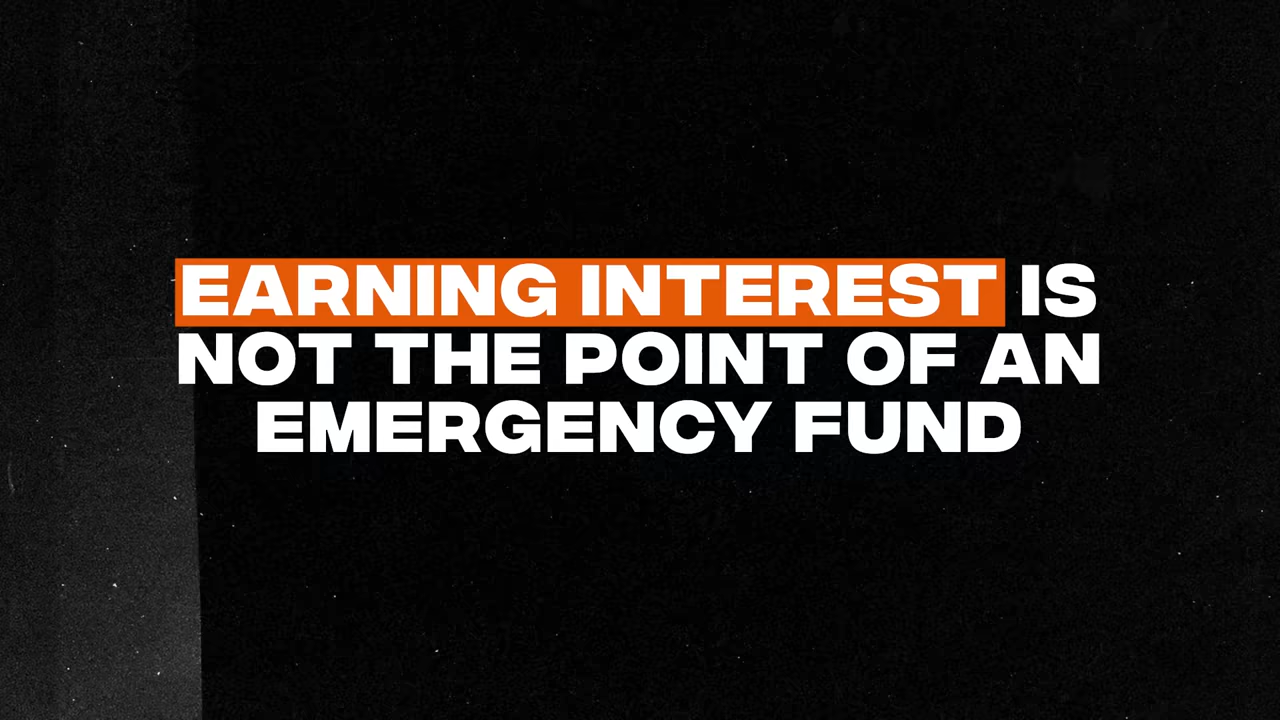 EARNING INTEREST IS
NOT THE POINT OF AN
EMERGENCY FUND